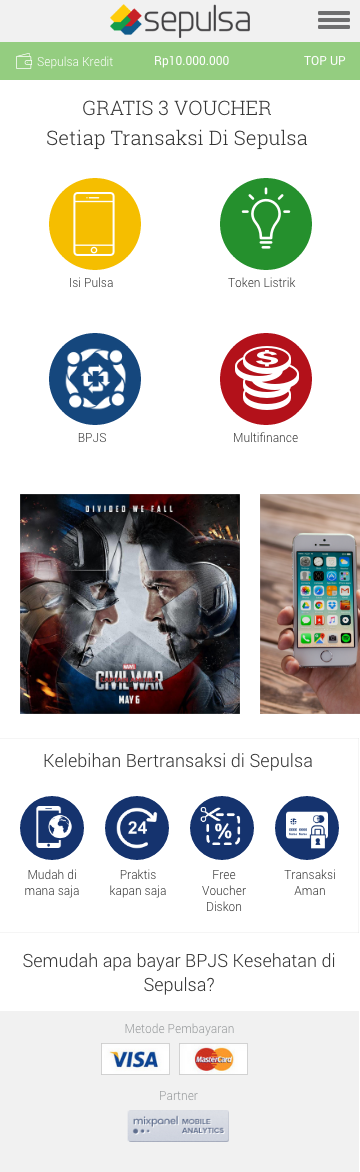 sepulsa
Sepulsa Kredit Rp10.000.000 TOP UP
GRATIS 3 VOUCHER
Setiap Transaksi Di Sepulsa
Isi Pulsa Token Listrik
BPJS Multifinance
DIVIDED WE FALL
MARVEL
CAPTAIN AMERICA
CIVIL WAR
MAY 6
Kelebihan Bertransaksi di Sepulsa
24 %
Mudah di
mana saja
Praktis
kapan saja
Free
Voucher
Diskon
Transaksi
Aman
Semudah apa bayar BPJS Kesehatan di
Sepulsa?
Metode Pembayaran
VISA MasterCard
Partner
mixpanel MOBILE
ANALYTICS